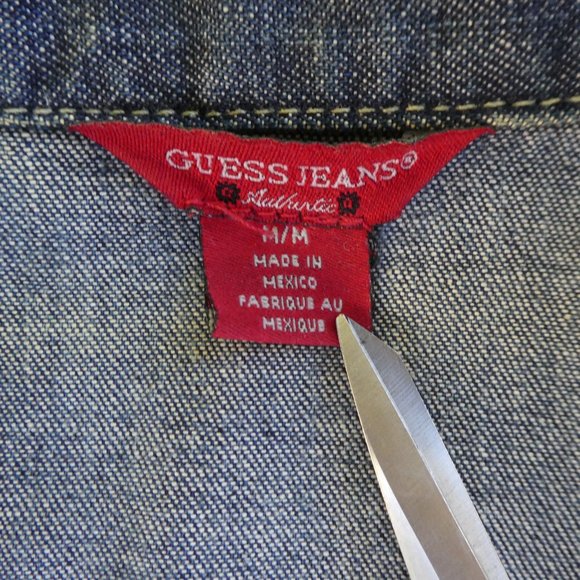 GUESS JEANS®
Authentic
M/M
MADE IN
MEXICO
FABRIQUE AU
MEXIQUE